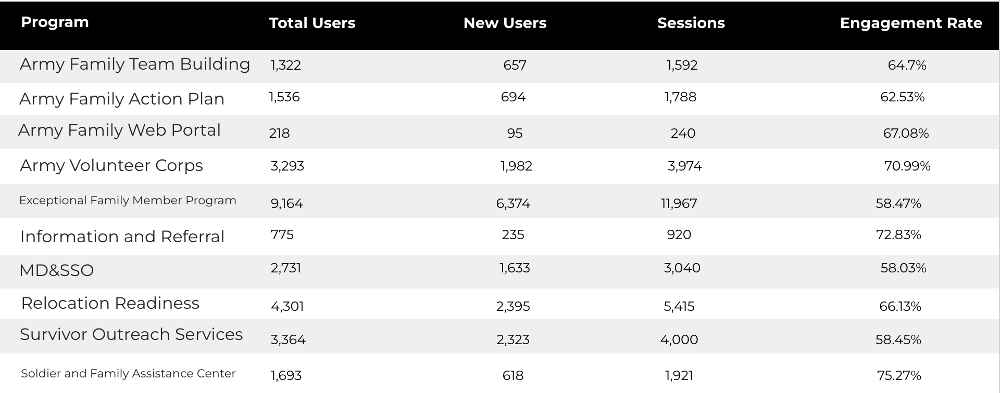 Program Total Users New Users Sessions Engagement Rate
Army Family Team Building 1,322 657 1,592 64.7%
Army Family Action Plan 1,536 694 1,788 62.53%
Army Family Web Portal 218 95 240 67.08%
Army Volunteer Corps 3,293 1,982 3,974 70.99%
Exceptional Family Member Program 9,164 6,374 11,967 58.47%
Information and Referral 775 235 920 72.83%
MD&SSO 2,731 1,633 3,040 58.03%
Relocation Readiness 4,301 2,395 5,415 66.13%
Survivor Outreach Services 3,364 2,323 4,000 58.45%
Soldier and Family Assistance Center 1,693 618 1,921 75.27%